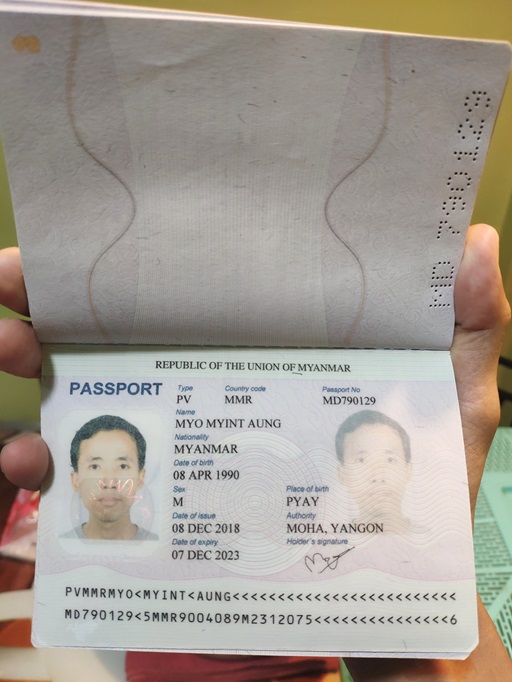 MD 790129
REPUBLIC OF THE UNION OF MYANMAR
PASSPORT
Type Country code Passport No
PV MMR MD790129
Name
MYO MYINT AUNG
Nationality
MYANMAR
Date of birth
08 APR 1990
Sex Place of birth
M PYAY
Date of issue Authority
08 DEC 2018 MOHA, YANGON
Date of expiry Holder's signature
07 DEC 2023
PVMMRMYO<MYINT<AUNG<<<<<<<<<<<<<<<<<<<<<<<<<
MD790129<5MMR9004089M2312075<<<<<<<<<<<<<<<6